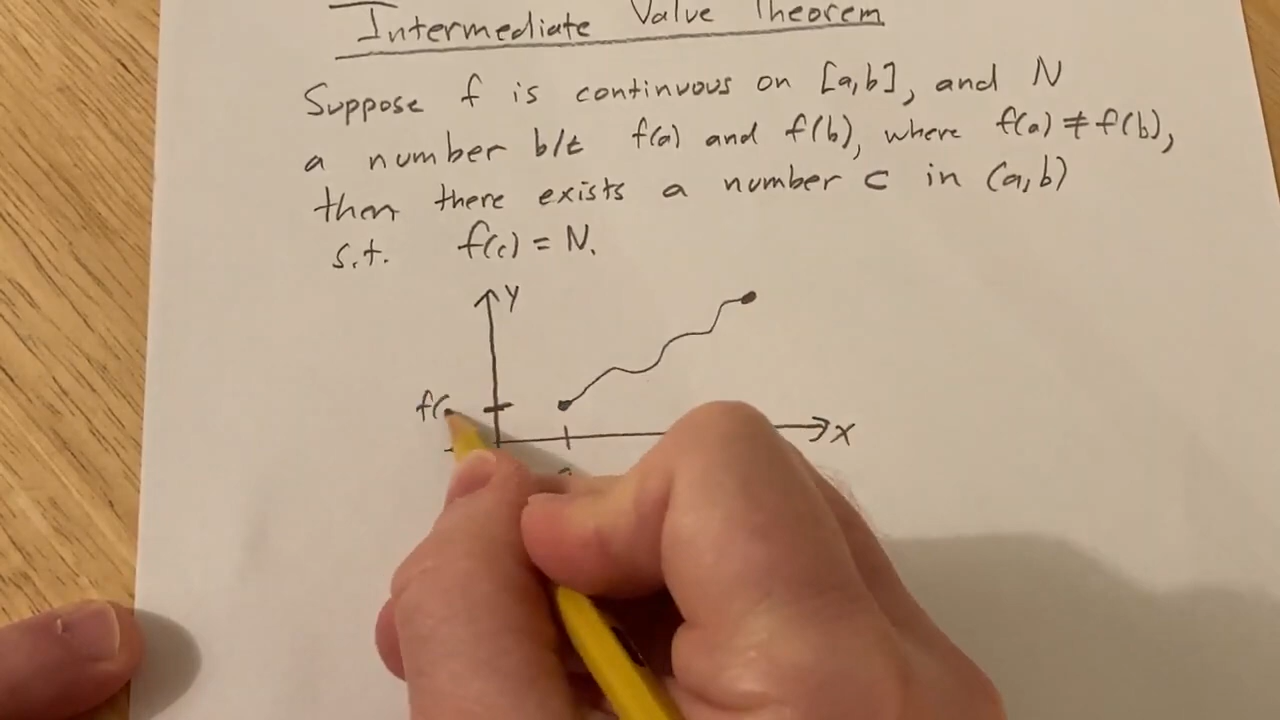 Intermediate Value Theorem
Suppose f is continuous on [a,b], and N
a number b/t f(a) and f(b), where f(a) ≠ f(b),
then there exists a number c in (a,b)
s.t. f(c) = N.
y
f(
x